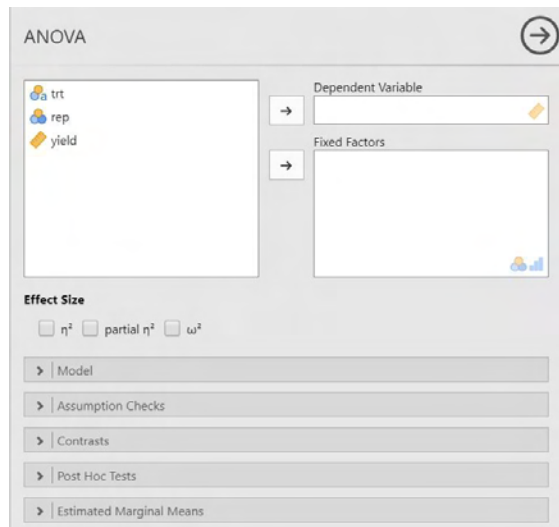 ANOVA
trt
rep
yield
Dependent Variable
Fixed Factors
Effect Size
η² partial η² ω²
Model
Assumption Checks
Contrasts
Post Hoc Tests
Estimated Marginal Means